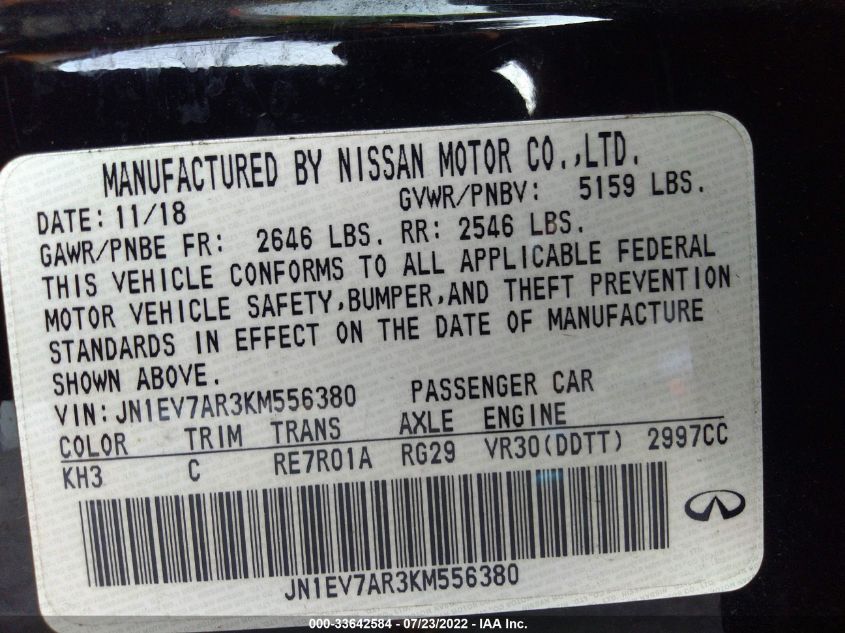 MANUFACTURED BY NISSAN MOTOR CO.,LTD.
DATE: 11/18 GVWR/PNBV: 5159 LBS.
GAWR/PNBE FR: 2646 LBS. RR: 2546 LBS.
THIS VEHICLE CONFORMS TO ALL APPLICABLE FEDERAL
MOTOR VEHICLE SAFETY,BUMPER,AND THEFT PREVENTION
STANDARDS IN EFFECT ON THE DATE OF MANUFACTURE
SHOWN ABOVE.
VIN: JN1EV7AR3KM556380 PASSENGER CAR
COLOR TRIM TRANS AXLE ENGINE
KH3 C RE7R01A RG29 VR30(DDTT) 2997CC
JN1EV7AR3KM556380
000-33642584 - 07/23/2022 - IAA Inc.